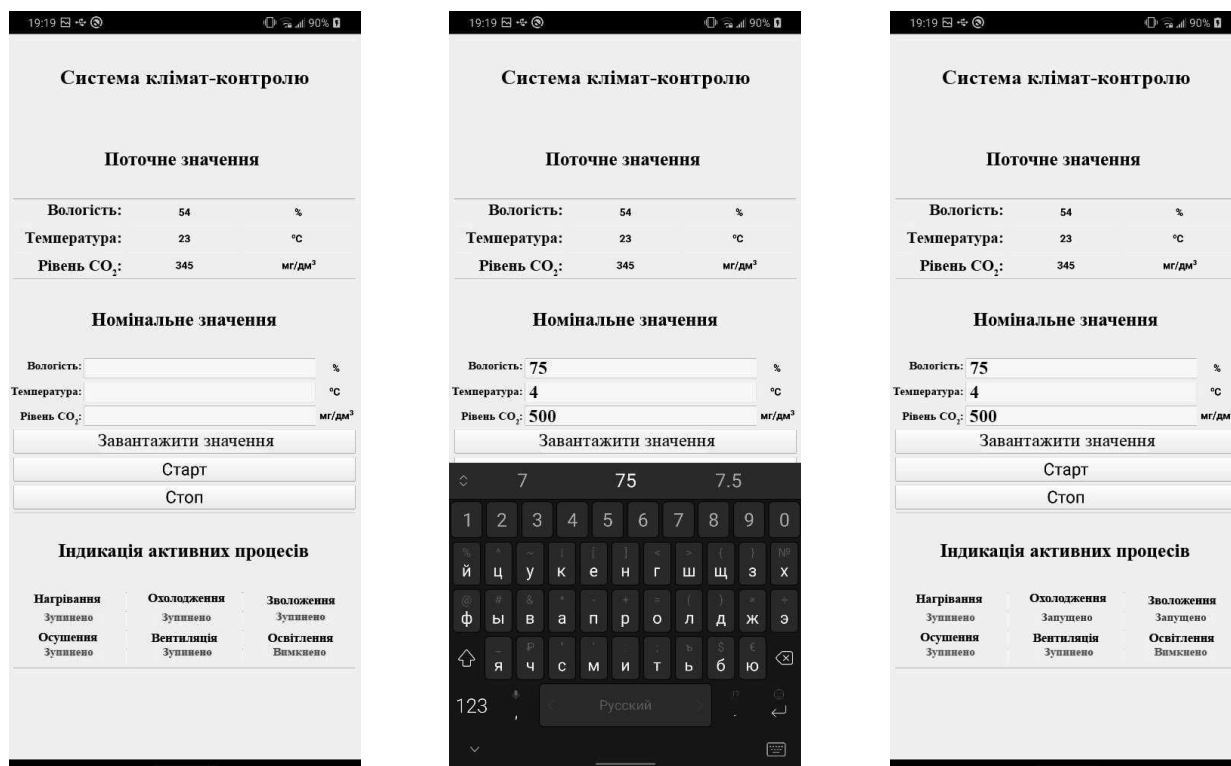 19:19 90%
Система клімат-контролю
Поточне значення
Вологість: 54 %
Температура: 23 °C
Рівень CO₂: 345 мг/дм³
Номінальне значення
Вологість: %
Температура: °C
Рівень CO₂: мг/дм³
Завантажити значення
Старт
Стоп
Індикація активних процесів
Нагрівання Охолодження Зволоження
Зупинено Зупинено Зупинено
Осушення Вентиляція Освітлення
Зупинено Зупинено Вимкнено
19:19 90%
Система клімат-контролю
Поточне значення
Вологість: 54 %
Температура: 23 °C
Рівень CO₂: 345 мг/дм³
Номінальне значення
Вологість: 75 %
Температура: 4 °C
Рівень CO₂: 500 мг/дм³
Завантажити значення
7 75 7.5
1 2 3 4 5 6 7 8 9 0
й ц у к е н г ш щ з х
ф ы в а п р о л д ж э
я ч с м и т ь б ю
123 , Русский .
19:19 90%
Система клімат-контролю
Поточне значення
Вологість: 54 %
Температура: 23 °C
Рівень CO₂: 345 мг/дм³
Номінальне значення
Вологість: 75 %
Температура: 4 °C
Рівень CO₂: 500 мг/дм
Завантажити значення
Старт
Стоп
Індикація активних процесів
Нагрівання Охолодження Зволоження
Зупинено Запущено Запущено
Осушення Вентиляція Освітлення
Зупинено Зупинено Вимкнено